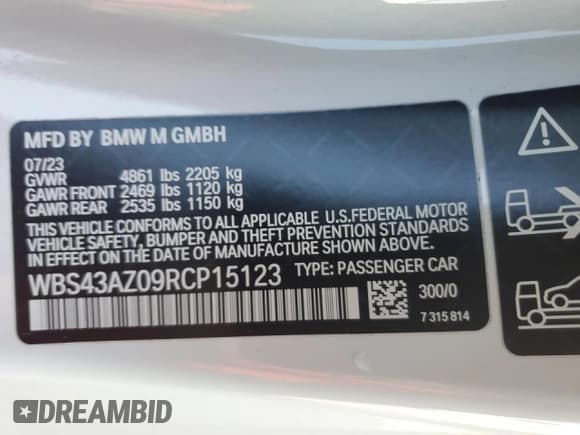 MFD BY BMW M GMBH
07/23
GVWR 4861 lbs 2205 kg
GAWR FRONT 2469 lbs 1120 kg
GAWR REAR 2535 lbs 1150 kg
THIS VEHICLE CONFORMS TO ALL APPLICABLE U.S.FEDERAL MOTOR
VEHICLE SAFETY, BUMPER AND THEFT PREVENTION STANDARDS
IN EFFECT ON THE DATE OF MANUFACTURE SHOWN ABOVE.
WBS43AZ09RCP15123 TYPE: PASSENGER CAR
300/0
7 315 814
DREAMBID